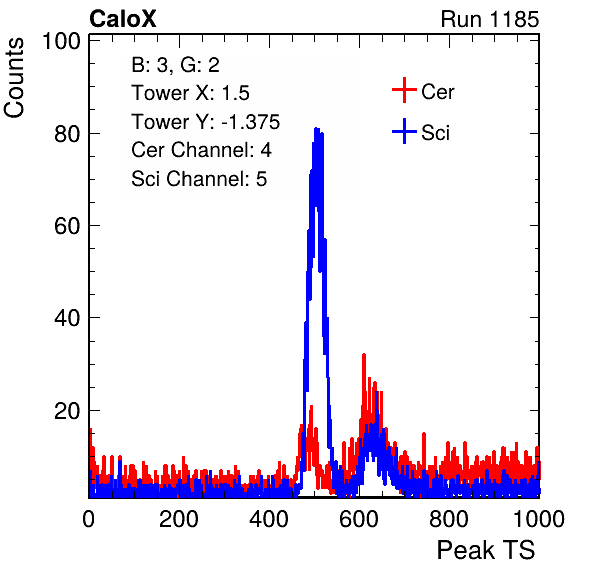 CaloX Run 1185
Counts
100
80
60
40
20
B: 3, G: 2
Tower X: 1.5
Tower Y: -1.375
Cer Channel: 4
Sci Channel: 5
Cer
Sci
0 200 400 600 800 1000
Peak TS